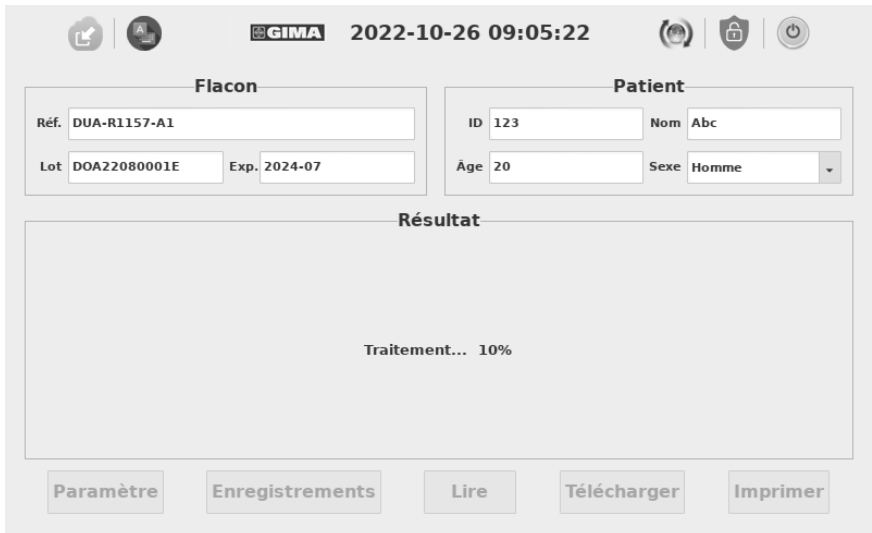 GIMA 2022-10-26 09:05:22
Flacon
Réf. DUA-R1157-A1
Lot DOA22080001E Exp. 2024-07
Patient
ID 123 Nom Abc
Âge 20 Sexe Homme
Résultat
Traitement... 10%
Paramètre Enregistrements Lire Télécharger Imprimer